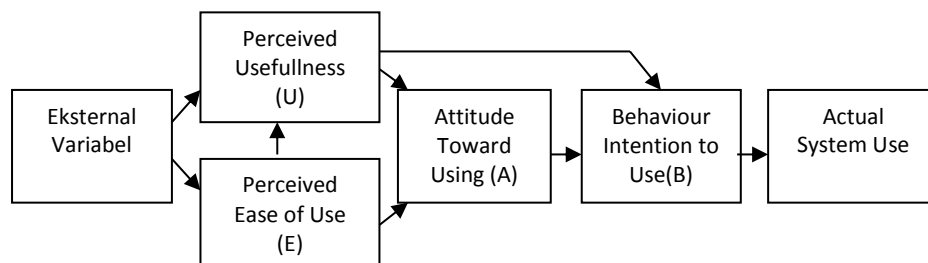 Eksternal
Variabel
Perceived
Usefullness
(U)
Perceived
Ease of Use
(E)
Attitude
Toward
Using (A)
Behaviour
Intention to
Use(B)
Actual
System Use